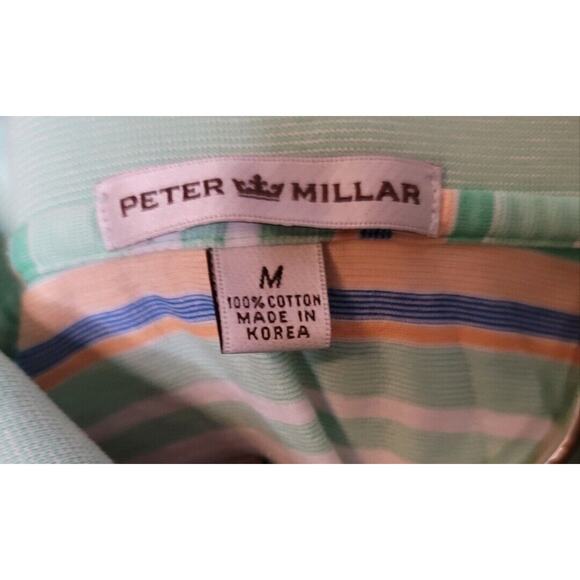 PETER MILLAR
M
100% COTTON
MADE IN
KOREA